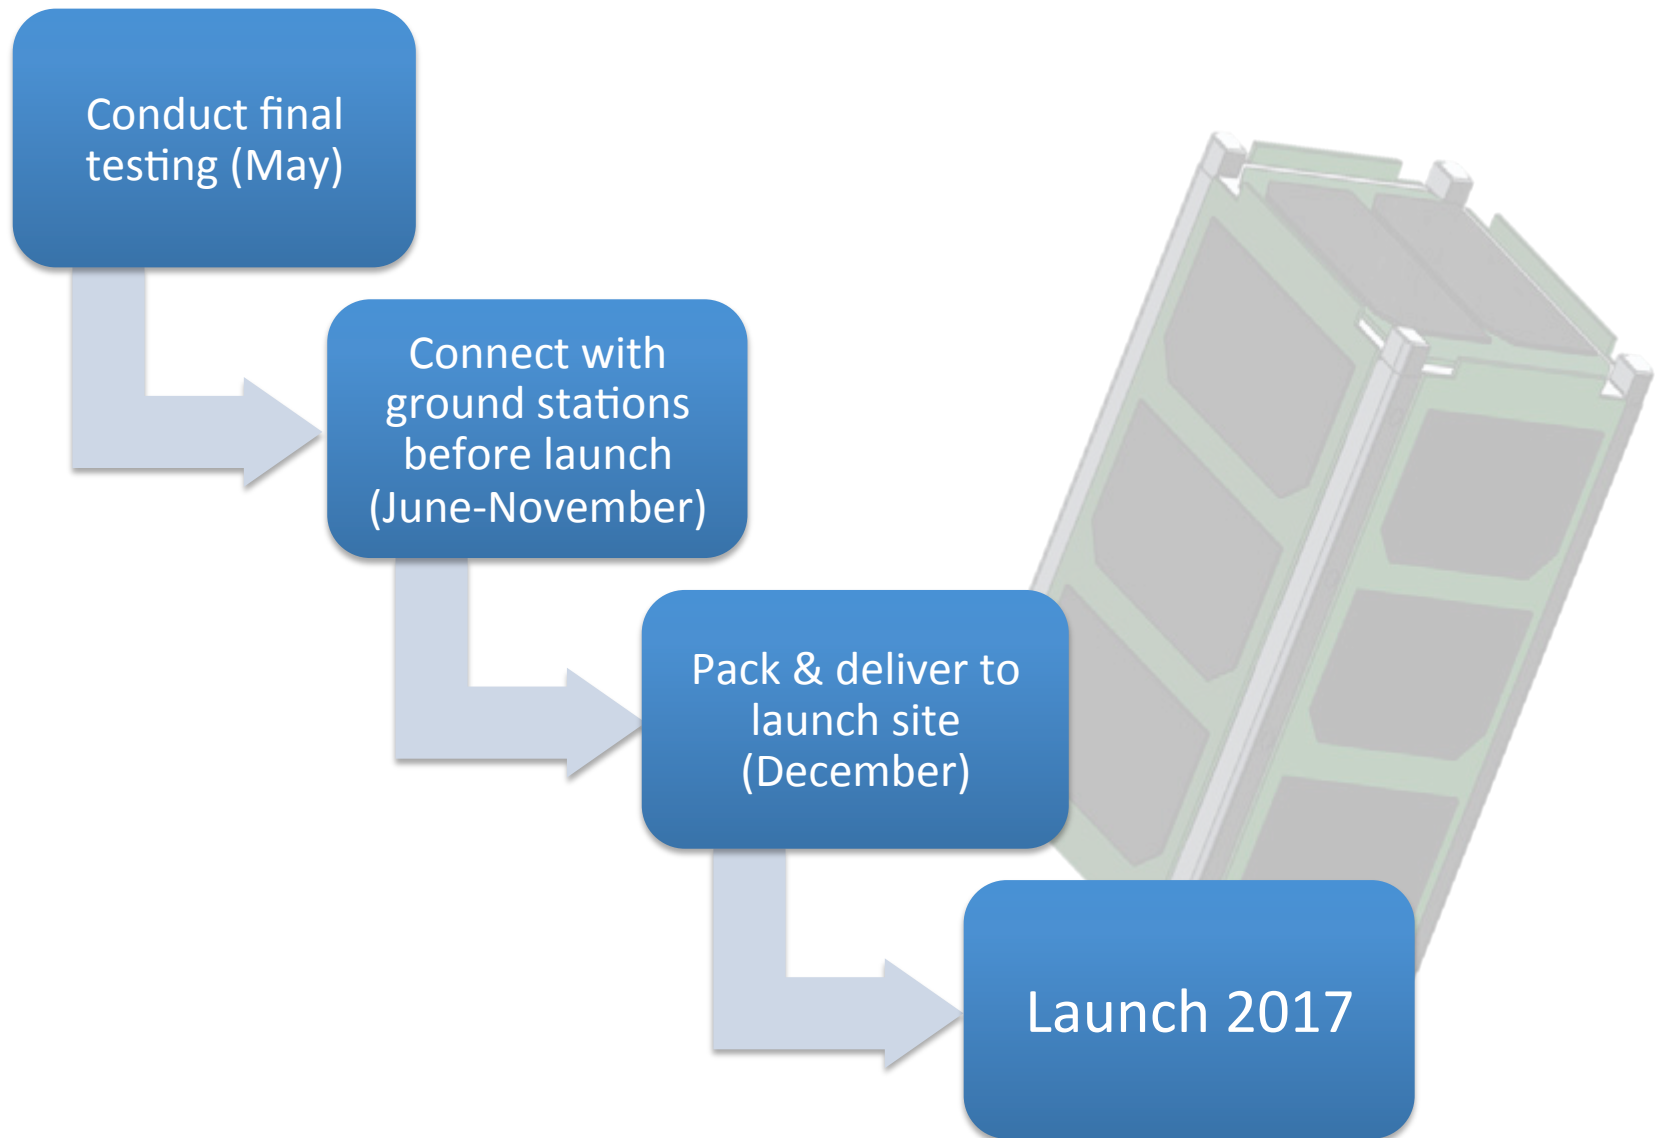 Conduct final
testing (May)
Connect with
ground stations
before launch
(June-November)
Pack & deliver to
launch site
(December)
Launch 2017